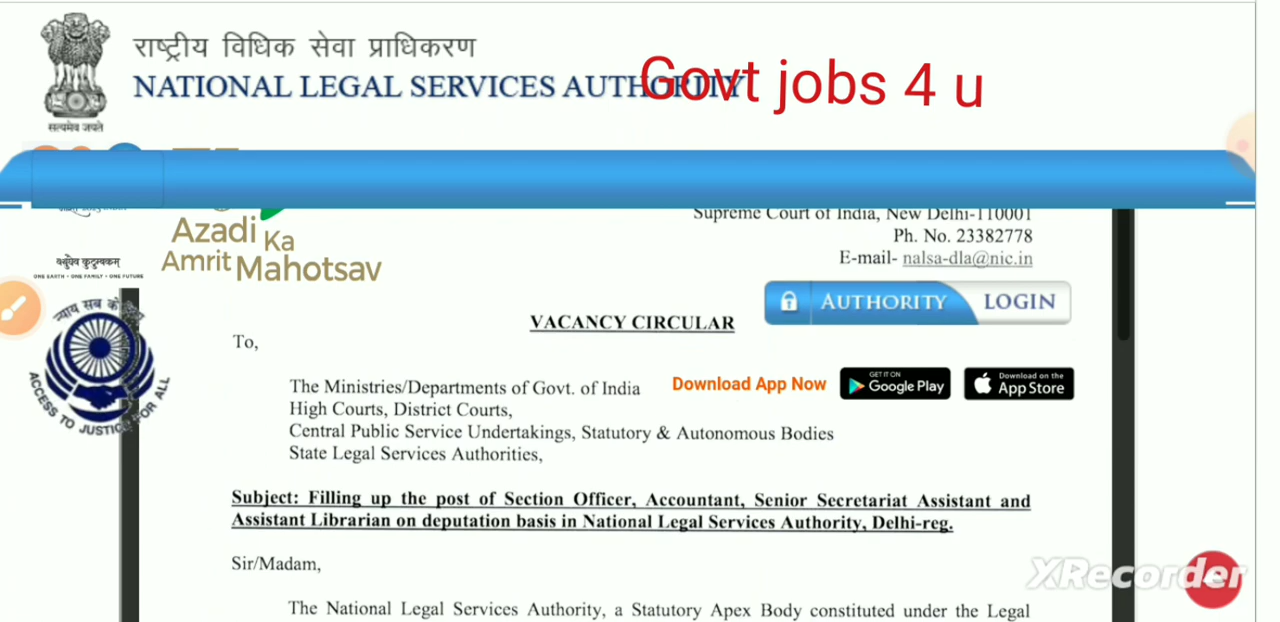 राष्ट्रीय विधिक सेवा प्राधिकरण
NATIONAL LEGAL SERVICES AUTHORITY
Govt jobs 4 u
सत्यमेव जयते
Azadi Ka
Amrit Mahotsav
वसुधैव कुटुम्बकम्
ONE EARTH • ONE FAMILY • ONE FUTURE
Supreme Court of India, New Delhi-110001
Ph. No. 23382778
E-mail- nalsa-dla@nic.in
AUTHORITY LOGIN
न्याय सब के लिए
ACCESS TO JUSTICE FOR ALL
VACANCY CIRCULAR
To,
The Ministries/Departments of Govt. of India
Download App Now
GET IT ON
Google Play
Download on the
App Store
High Courts, District Courts,
Central Public Service Undertakings, Statutory & Autonomous Bodies
State Legal Services Authorities,
Subject: Filling up the post of Section Officer, Accountant, Senior Secretariat Assistant and
Assistant Librarian on deputation basis in National Legal Services Authority, Delhi-reg.
Sir/Madam,
The National Legal Services Authority, a Statutory Apex Body constituted under the Legal
XRecorder